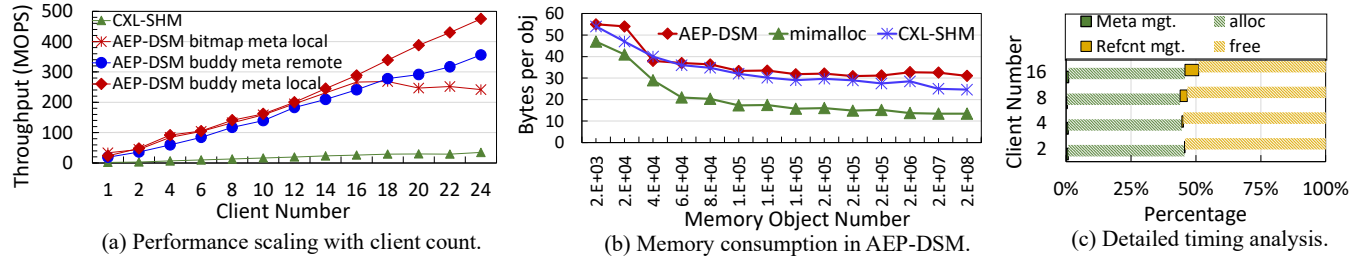 Throughput (MOPS)
500
400
300
200
100
0
CXL-SHM
AEP-DSM bitmap meta local
AEP-DSM buddy meta remote
AEP-DSM buddy meta local
1 2 4 6 8 10 12 14 16 18 20 22 24
Client Number
(a) Performance scaling with client count.
Bytes per obj
60
50
40
30
20
10
0
AEP-DSM mimalloc CXL-SHM
2.E+03 2.E+04 4.E+04 6.E+04 8.E+04 1.E+05 1.E+05 1.E+05 1.E+05 1.E+05 2.E+05 2.E+06 2.E+07 2.E+08
Memory Object Number
(b) Memory consumption in AEP-DSM.
Meta mgt. alloc
Refcnt mgt. free
Client Number
16
8
4
2
0% 25% 50% 75% 100%
Percentage
(c) Detailed timing analysis.